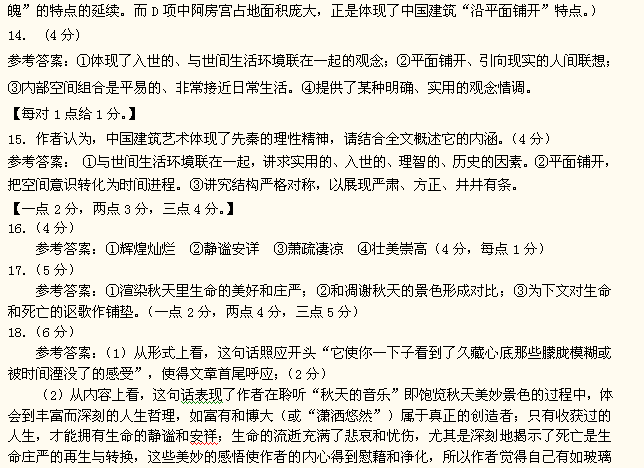 魄”的特点的延续。而 D 项中阿房宫占地面积庞大，正是体现了中国建筑“沿平面铺开”特点。）
14. (4 分)
参考答案：①体现了入世的、与世间生活环境联在一起的观念；②平面铺开、引向现实的人间联想；
③内部空间组合是平易的、非常接近日常生活。④提供了某种明确、实用的观念情调。
【每对 1 点给 1 分。】
15. 作者认为，中国建筑艺术体现了先秦的理性精神，请结合全文概述它的内涵。（4 分）
参考答案： ①与世间生活环境联在一起，讲求实用的、入世的、理智的、历史的因素。②平面铺开，
把空间意识转化为时间进程。③讲究结构严格对称，以展现严肃、方正、井井有条。
【一点 2 分，两点 3 分，三点 4 分。】
16.（4 分）
参考答案：①辉煌灿烂 ②静谧安详 ③萧疏凄凉 ④壮美崇高（4 分，每点 1 分）
17.（5 分）
参考答案：①渲染秋天里生命的美好和庄严；②和凋谢秋天的景色形成对比；③为下文对生命
和死亡的讴歌作铺垫。（一点 2 分，两点 4 分，三点 5 分）
18.（6 分）
参考答案：（1）从形式上看，这句话照应开头“它使你一下子看到了久藏心底那些朦胧模糊或
被时间湮没了的感受”，使得文章首尾呼应；（2 分）
（2）从内容上看，这句话表现了作者在聆听“秋天的音乐”即饱览秋天美妙景色的过程中，体
会到丰富而深刻的人生哲理，如富有和博大（或“潇洒悠然”）属于真正的创造者；只有收获过的
人生，才能拥有生命的静谧和安详；生命的流逝充满了悲哀和忧伤，尤其是深刻地揭示了死亡是生
命庄严的再生与转换，这些美妙的感悟使作者的内心得到慰藉和净化，所以作者觉得自己有如玻璃